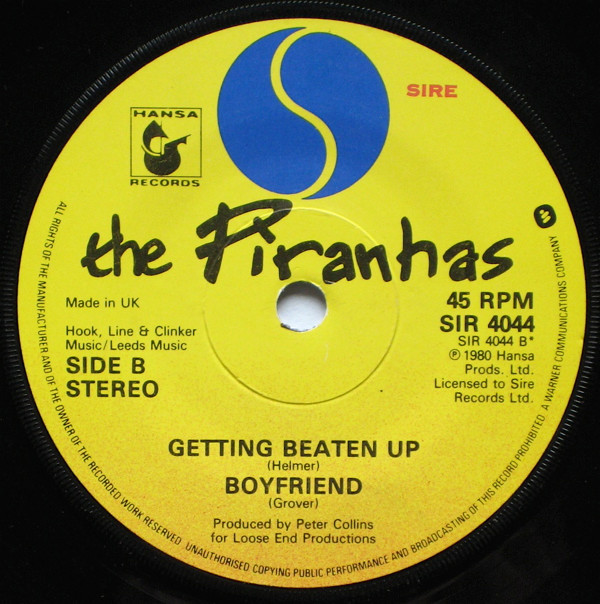 SIRE
HANSA
RECORDS
the Piranhas
Made in UK
Hook, Line & Clinker
Music/Leeds Music
SIDE B
STEREO
45 RPM
SIR 4044
SIR 4044 B*
℗ 1980 Hansa
Prods. Ltd.
Licensed to Sire
Records Ltd.
GETTING BEATEN UP
(Helmer)
BOYFRIEND
(Grover)
Produced by Peter Collins
for Loose End Productions
ALL RIGHTS OF THE MANUFACTURER AND OF THE OWNER OF THE RECORDED WORK RESERVED. UNAUTHORISED COPYING PUBLIC PERFORMANCE AND BROADCASTING OF THIS RECORD PROHIBITED. A WARNER COMMUNICATIONS COMPANY